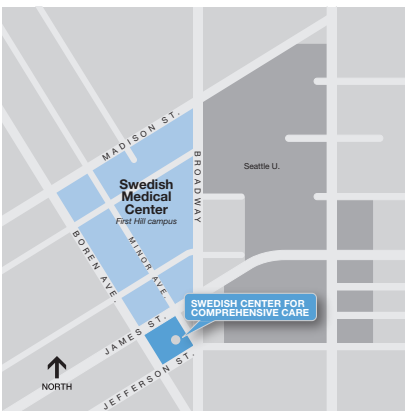 MADISON ST.
BROADWAY
Seattle U.
Swedish
Medical
Center
First Hill campus
BOREN AVE.
MINOR AVE.
SWEDISH CENTER FOR
COMPREHENSIVE CARE
JAMES ST.
JEFFERSON ST.
NORTH